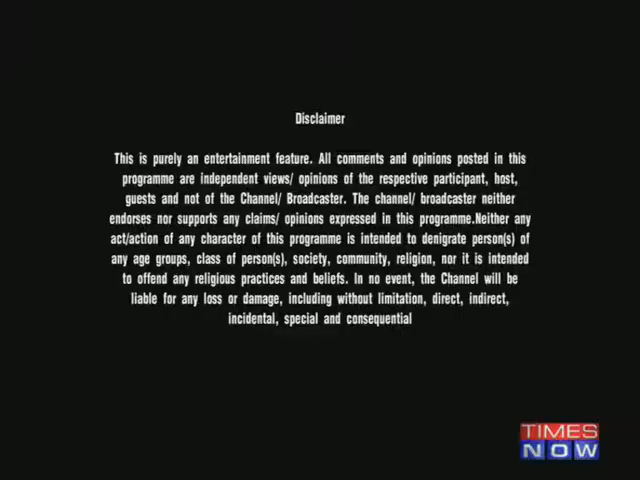 Disclaimer
This is purely an entertainment feature. All comments and opinions posted in this
programme are independent views/ opinions of the respective participant, host,
guests and not of the Channel/ Broadcaster. The channel/ broadcaster neither
endorses nor supports any claims/ opinions expressed in this programme.Neither any
act/action of any character of this programme is intended to denigrate person(s) of
any age groups, class of person(s), society, community, religion, nor it is intended
to offend any religious practices and beliefs. In no event, the Channel will be
liable for any loss or damage, including without limitation, direct, indirect,
incidental, special and consequential
TIMES
NOW